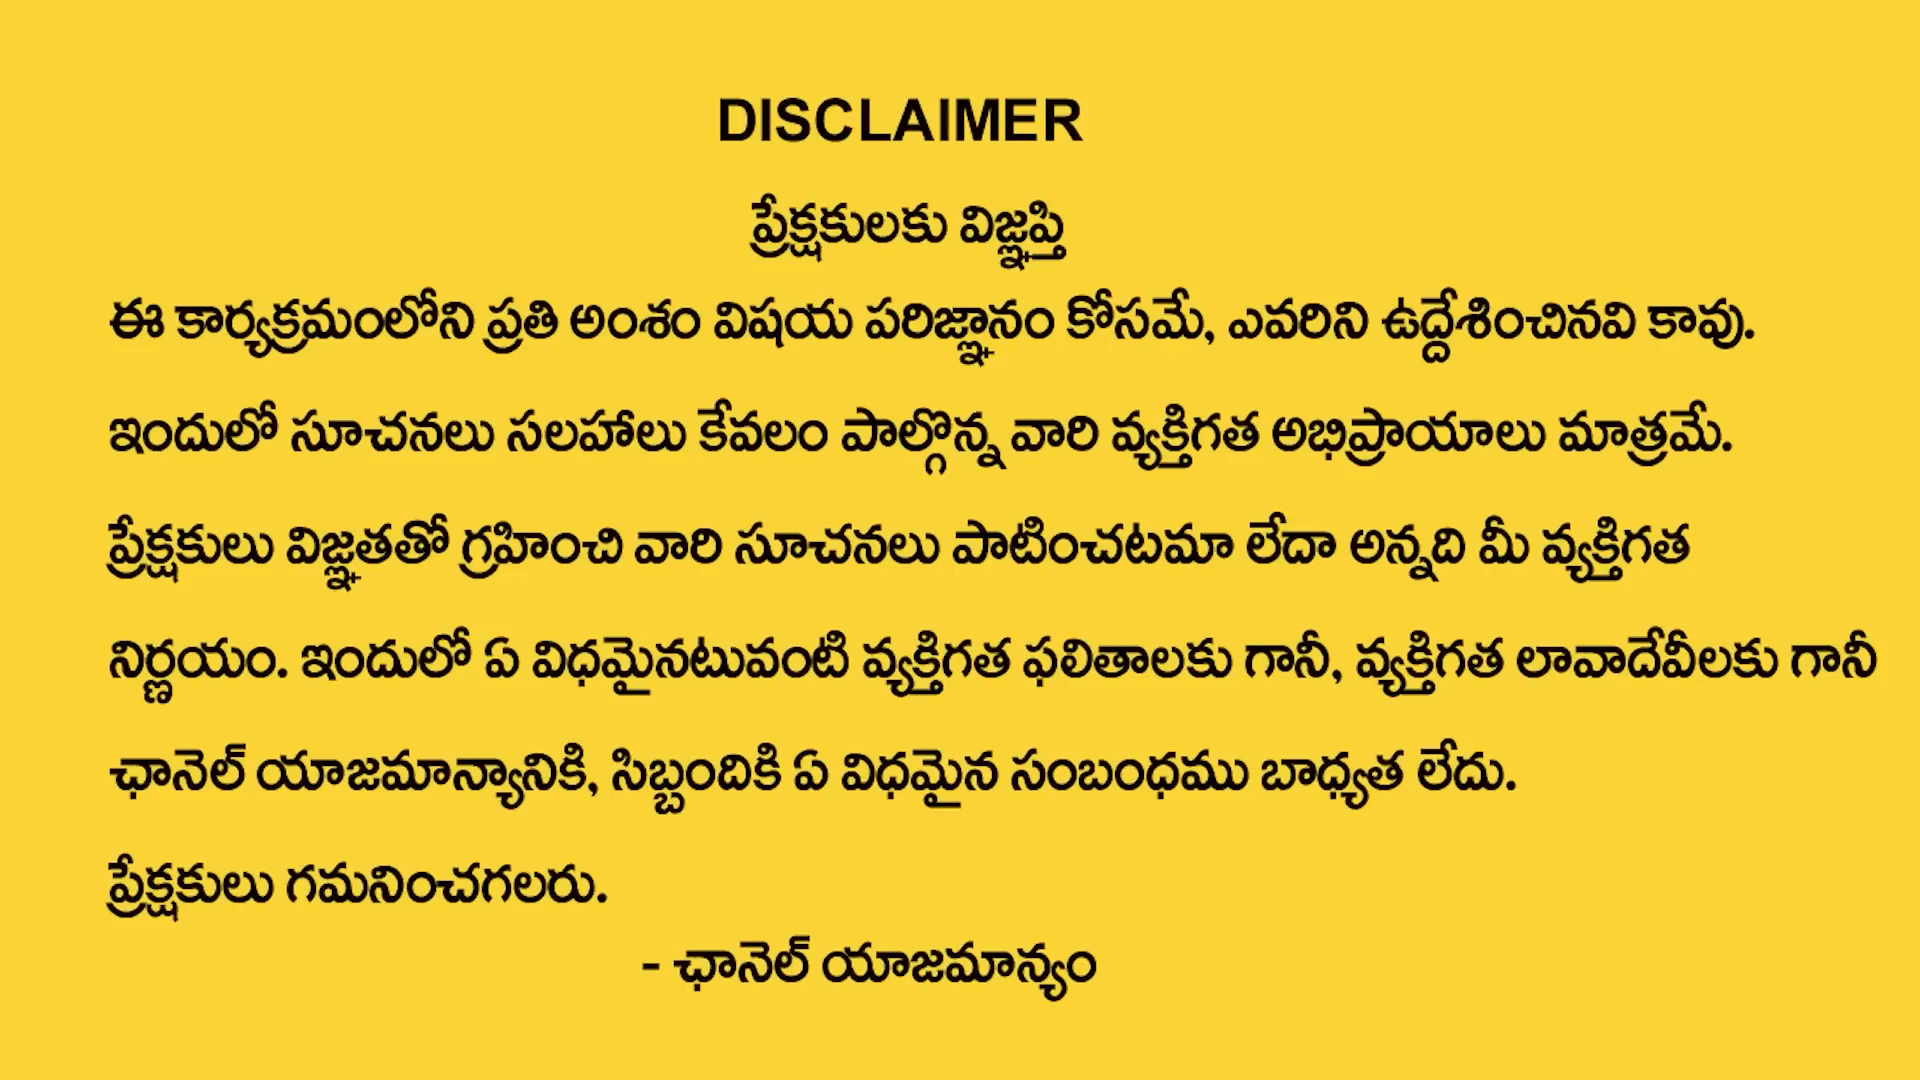 DISCLAIMER
ప్రేక్షకులకు విజ్ఞప్తి
ఈ కార్యక్రమంలోని ప్రతి అంశం విషయ పరిజ్ఞానం కోసమే, ఎవరిని ఉద్దేశించినవి కావు.
ఇందులో సూచనలు సలహాలు కేవలం పాల్గొన్న వారి వ్యక్తిగత అభిప్రాయాలు మాత్రమే.
ప్రేక్షకులు విజ్ఞతతో గ్రహించి వారి సూచనలు పాటించటమా లేదా అన్నది మీ వ్యక్తిగత
నిర్ణయం. ఇందులో ఏ విధమైనటువంటి వ్యక్తిగత ఫలితాలకు గానీ, వ్యక్తిగత లావాదేవీలకు గానీ
ఛానెల్ యాజమాన్యానికి, సిబ్బందికి ఏ విధమైన సంబంధము బాధ్యత లేదు.
ప్రేక్షకులు గమనించగలరు.
- ఛానెల్ యాజమాన్యం